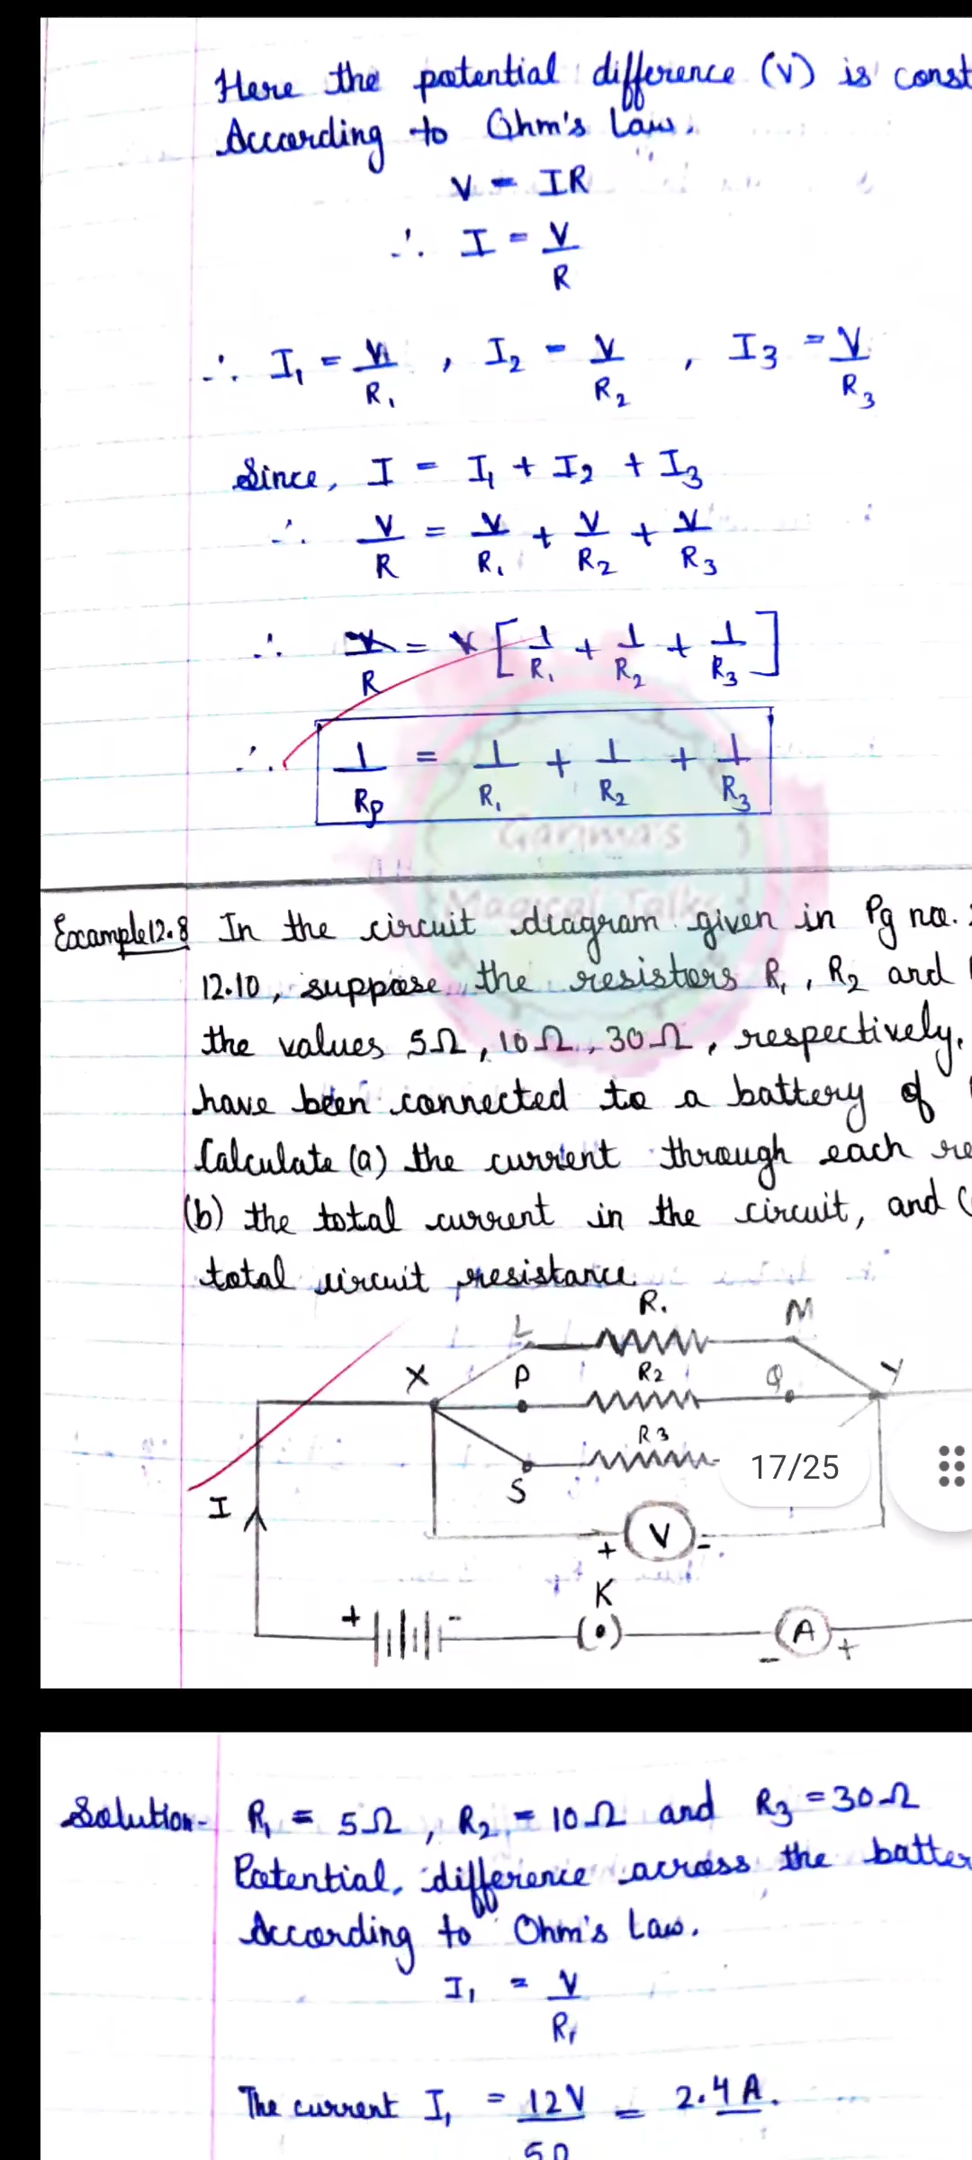 Here the potential difference (V) is const
According to Ohm's Law.
V = IR
∴ I = V/R
∴ I₁ = V/R₁ , I₂ = V/R₂ , I₃ = V/R₃
Since, I = I₁ + I₂ + I₃
∴ V/R = V/R₁ + V/R₂ + V/R₃
∴ V/R = V [1/R₁ + 1/R₂ + 1/R₃]
∴ 1/Rp = 1/R₁ + 1/R₂ + 1/R₃
Garima's
Magical Talks
Example 12.8 In the circuit diagram given in Pg no.
12.10, suppose the resistors R₁, R₂ and
the values 5Ω, 10Ω, 30Ω, respectively,
have been connected to a battery of
Calculate (a) the current through each re
(b) the total current in the circuit, and (
total circuit resistance
R₁
L M
X P R₂ Q Y
R₃
S
17/25
I
+ V -
K
+ - (•) - A +
Solution- R₁ = 5Ω, R₂ = 10Ω and R₃ = 30Ω
Potential difference across the batter
According to Ohm's Law.
I₁ = V/R₁
The current I₁ = 12V/5Ω = 2.4 A.